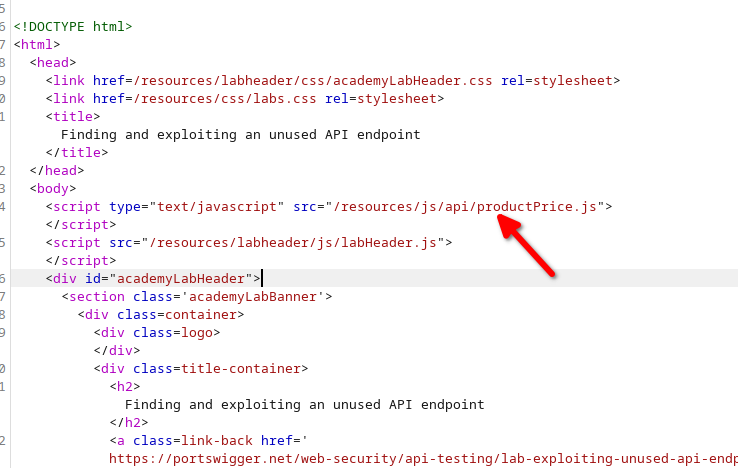 5
6 <!DOCTYPE html>
7 <html>
8 <head>
9 <link href=/resources/labheader/css/academyLabHeader.css rel=stylesheet>
0 <link href=/resources/css/labs.css rel=stylesheet>
1 <title>
Finding and exploiting an unused API endpoint
</title>
2 </head>
3 <body>
4 <script type="text/javascript" src="/resources/js/api/productPrice.js">
</script>
5 <script src="/resources/labheader/js/labHeader.js">
</script>
6 <div id="academyLabHeader">
7 <section class='academyLabBanner'>
8 <div class=container>
9 <div class=logo>
</div>
0 <div class=title-container>
1 <h2>
Finding and exploiting an unused API endpoint
</h2>
2 <a class=link-back href='
https://portswigger.net/web-security/api-testing/lab-exploiting-unused-api-endp